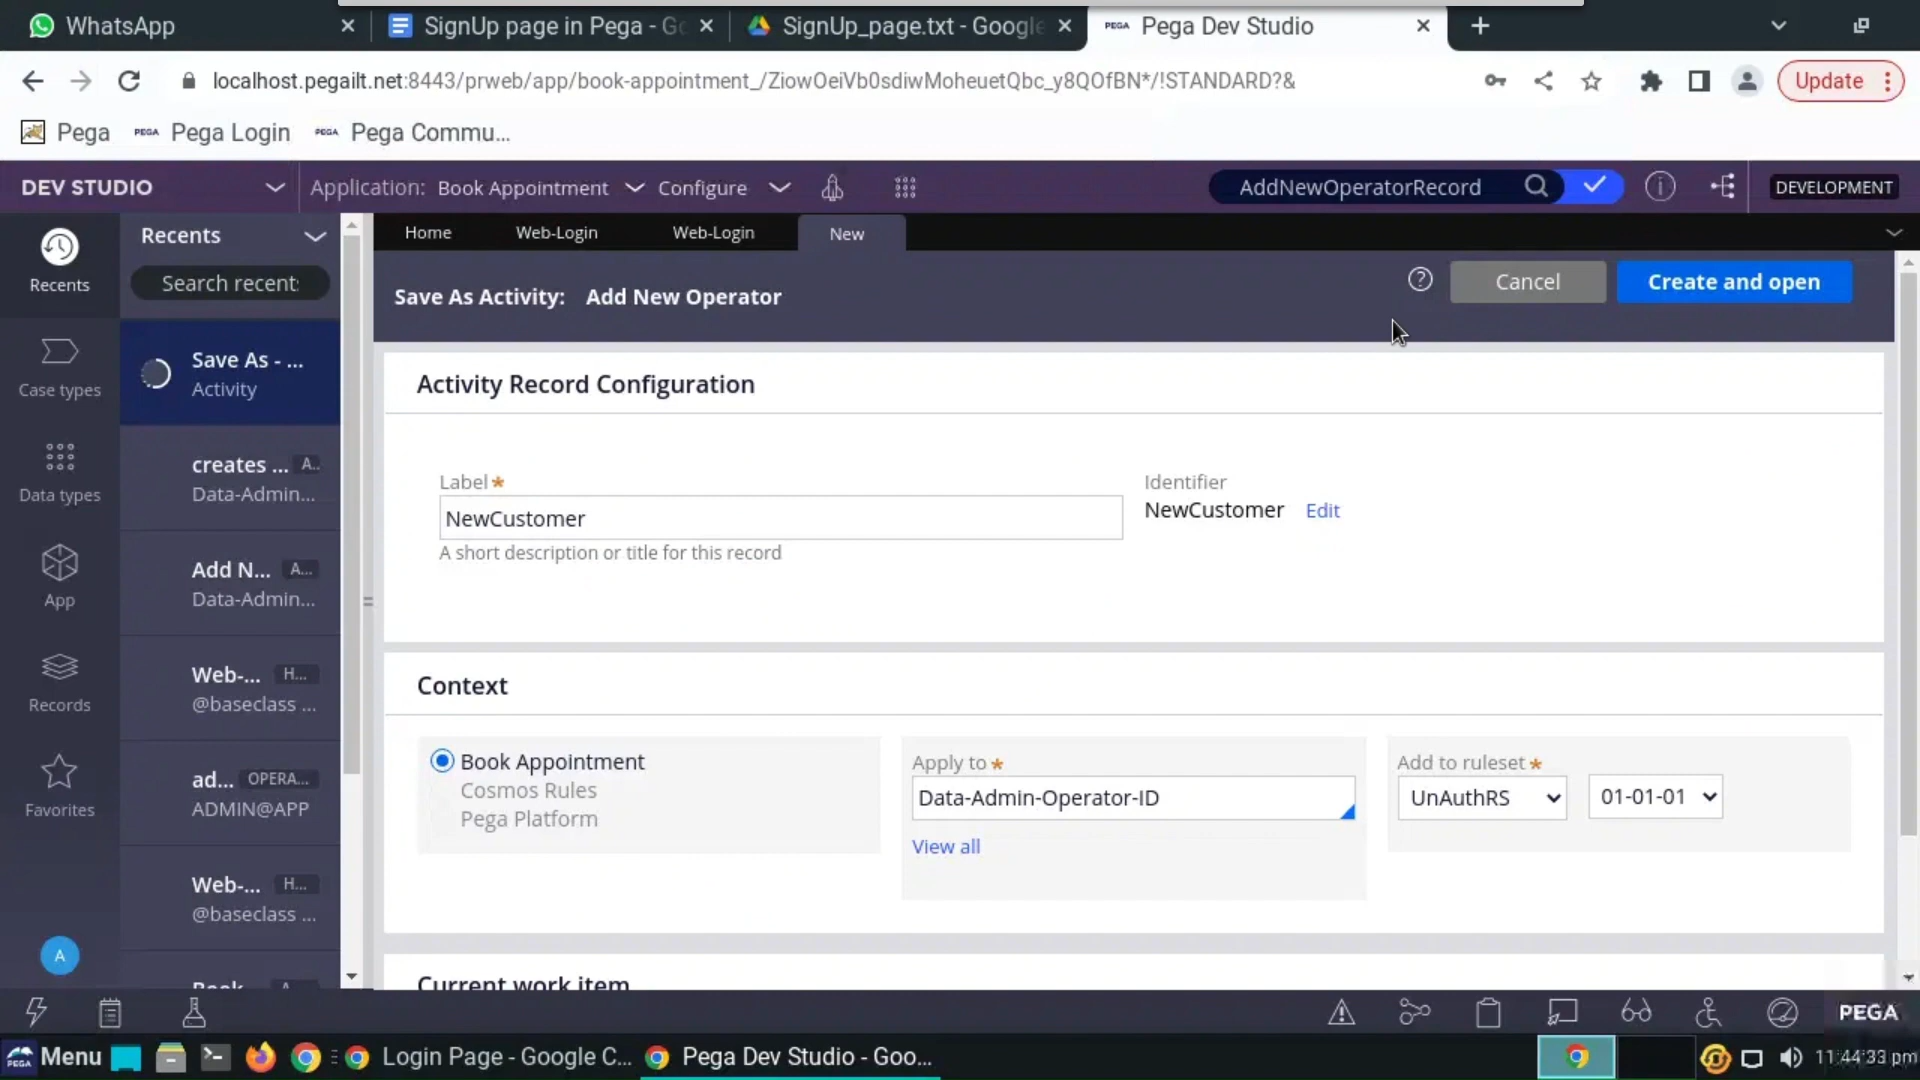 WhatsApp
SignUp page in Pega - Go
SignUp_page.txt - Google
PEGA Pega Dev Studio
localhost.pegailt.net:8443/prweb/app/book-appointment_/ZiowOeiVb0sdiwMoheuetQbc_y8QOfBN*/!STANDARD?&
Update
Pega
PEGA Pega Login
PEGA Pega Commu...
DEV STUDIO
Application: Book Appointment
Configure
AddNewOperatorRecord
DEVELOPMENT
Recents
Case types
Data types
App
Records
Favorites
A
Recents
Search recent:
Save As - ...
Activity
creates ... A..
Data-Admin...
Add N... A...
Data-Admin...
Web-... H...
@baseclass ...
ad... OPERA...
ADMIN@APP
Web-... H...
@baseclass ...
Home
Web-Login
Web-Login
New
Save As Activity: Add New Operator
Cancel
Create and open
Activity Record Configuration
Label *
NewCustomer
A short description or title for this record
Identifier
NewCustomer Edit
Context
Book Appointment
Cosmos Rules
Pega Platform
Apply to *
Data-Admin-Operator-ID
View all
Add to ruleset *
UnAuthRS
01-01-01
Current work item
PEGA
PEGA Menu
Login Page - Google C...
Pega Dev Studio - Goo...
11:44:33 pm